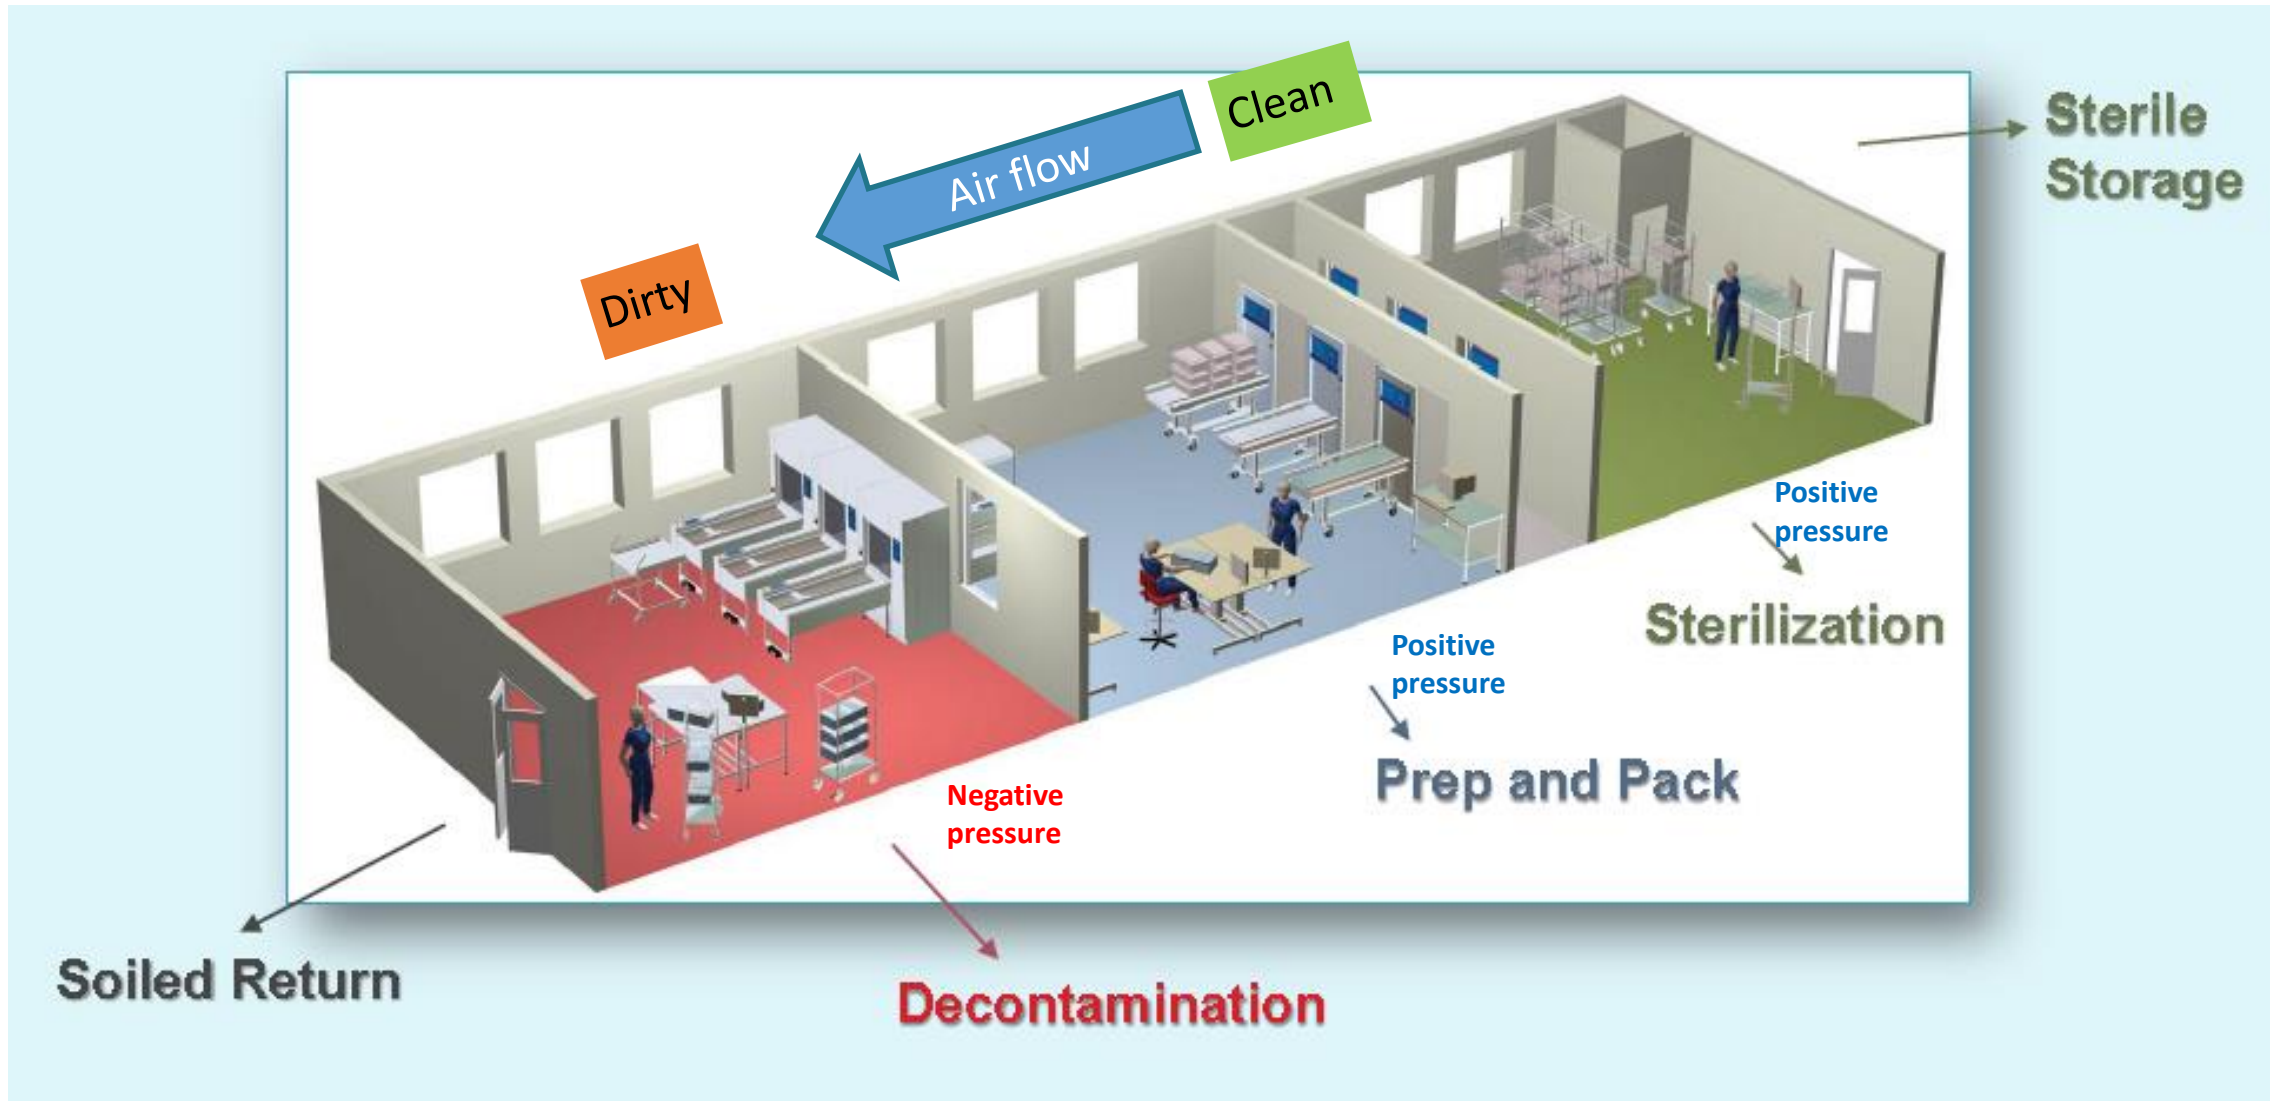 Clean
Air flow
Dirty
Sterile
Storage
Positive
pressure
Sterilization
Positive
pressure
Prep and Pack
Negative
pressure
Soiled Return
Decontamination